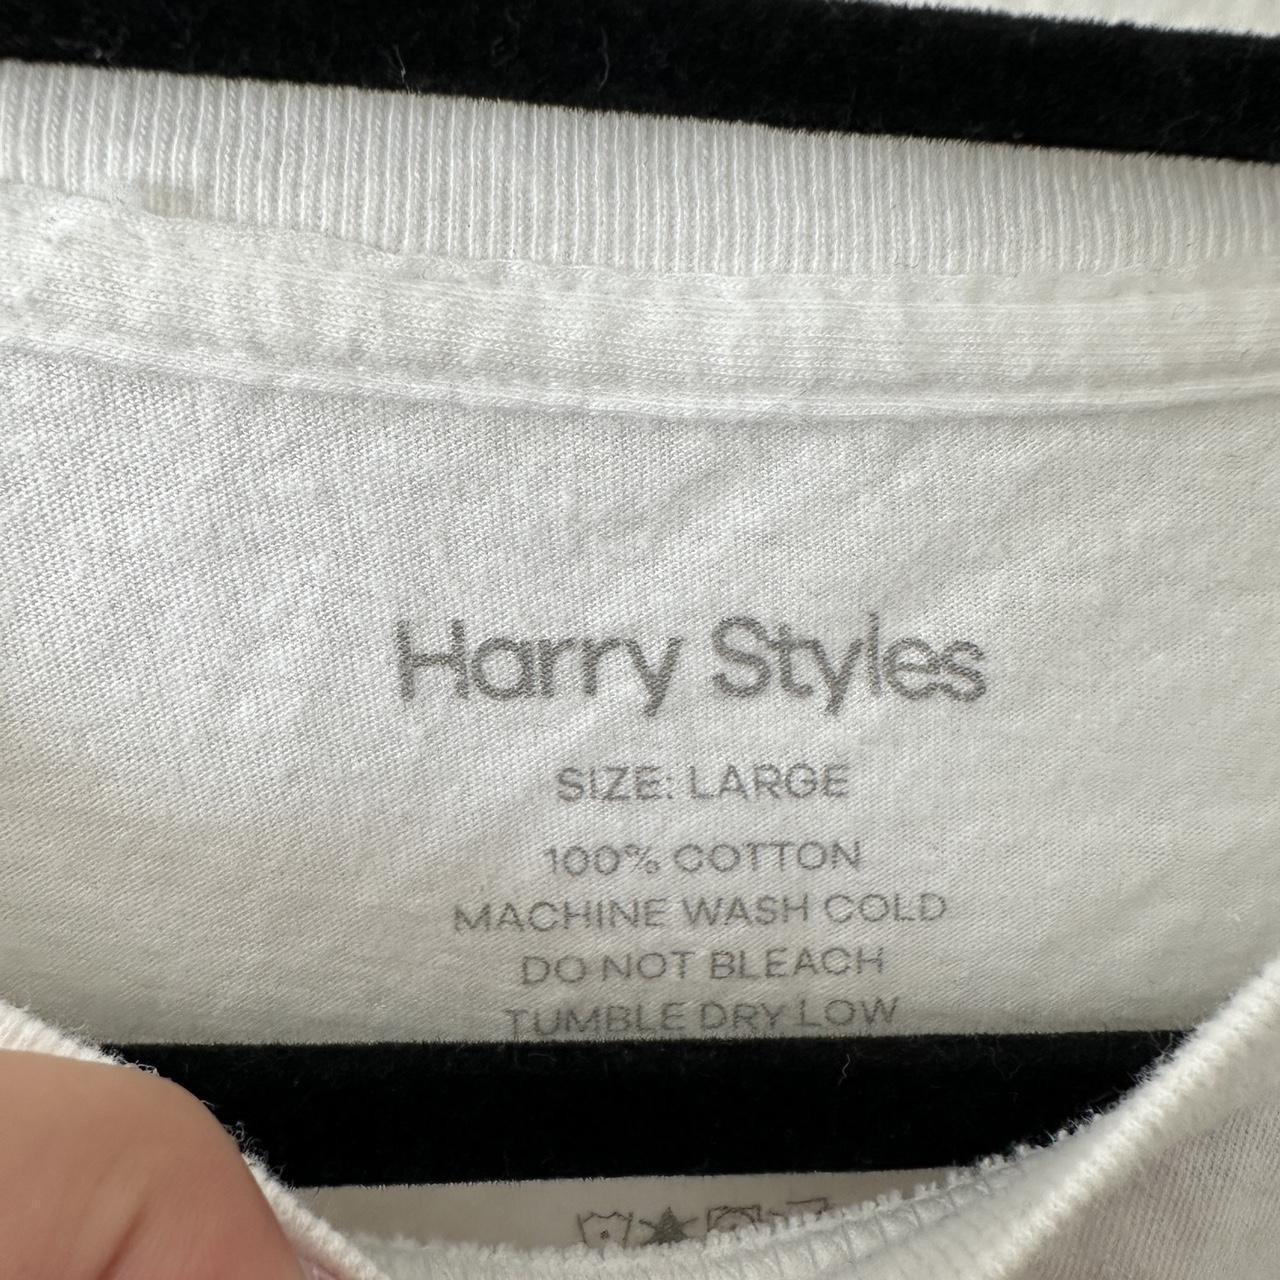 Harry Styles
SIZE: LARGE
100% COTTON
MACHINE WASH COLD
DO NOT BLEACH
TUMBLE DRY LOW